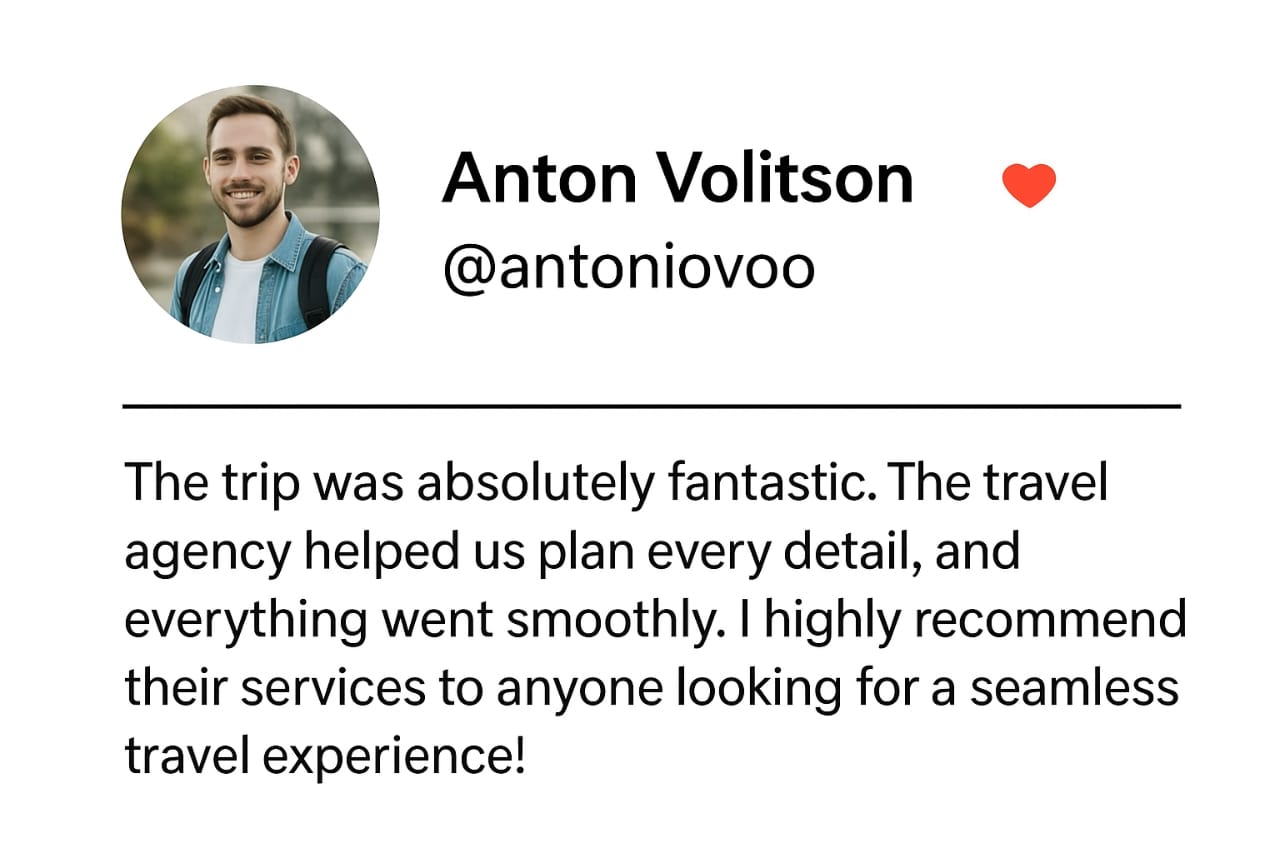 Anton Volitson
@antoniovoo
The trip was absolutely fantastic. The travel
agency helped us plan every detail, and
everything went smoothly. I highly recommend
their services to anyone looking for a seamless
travel experience!